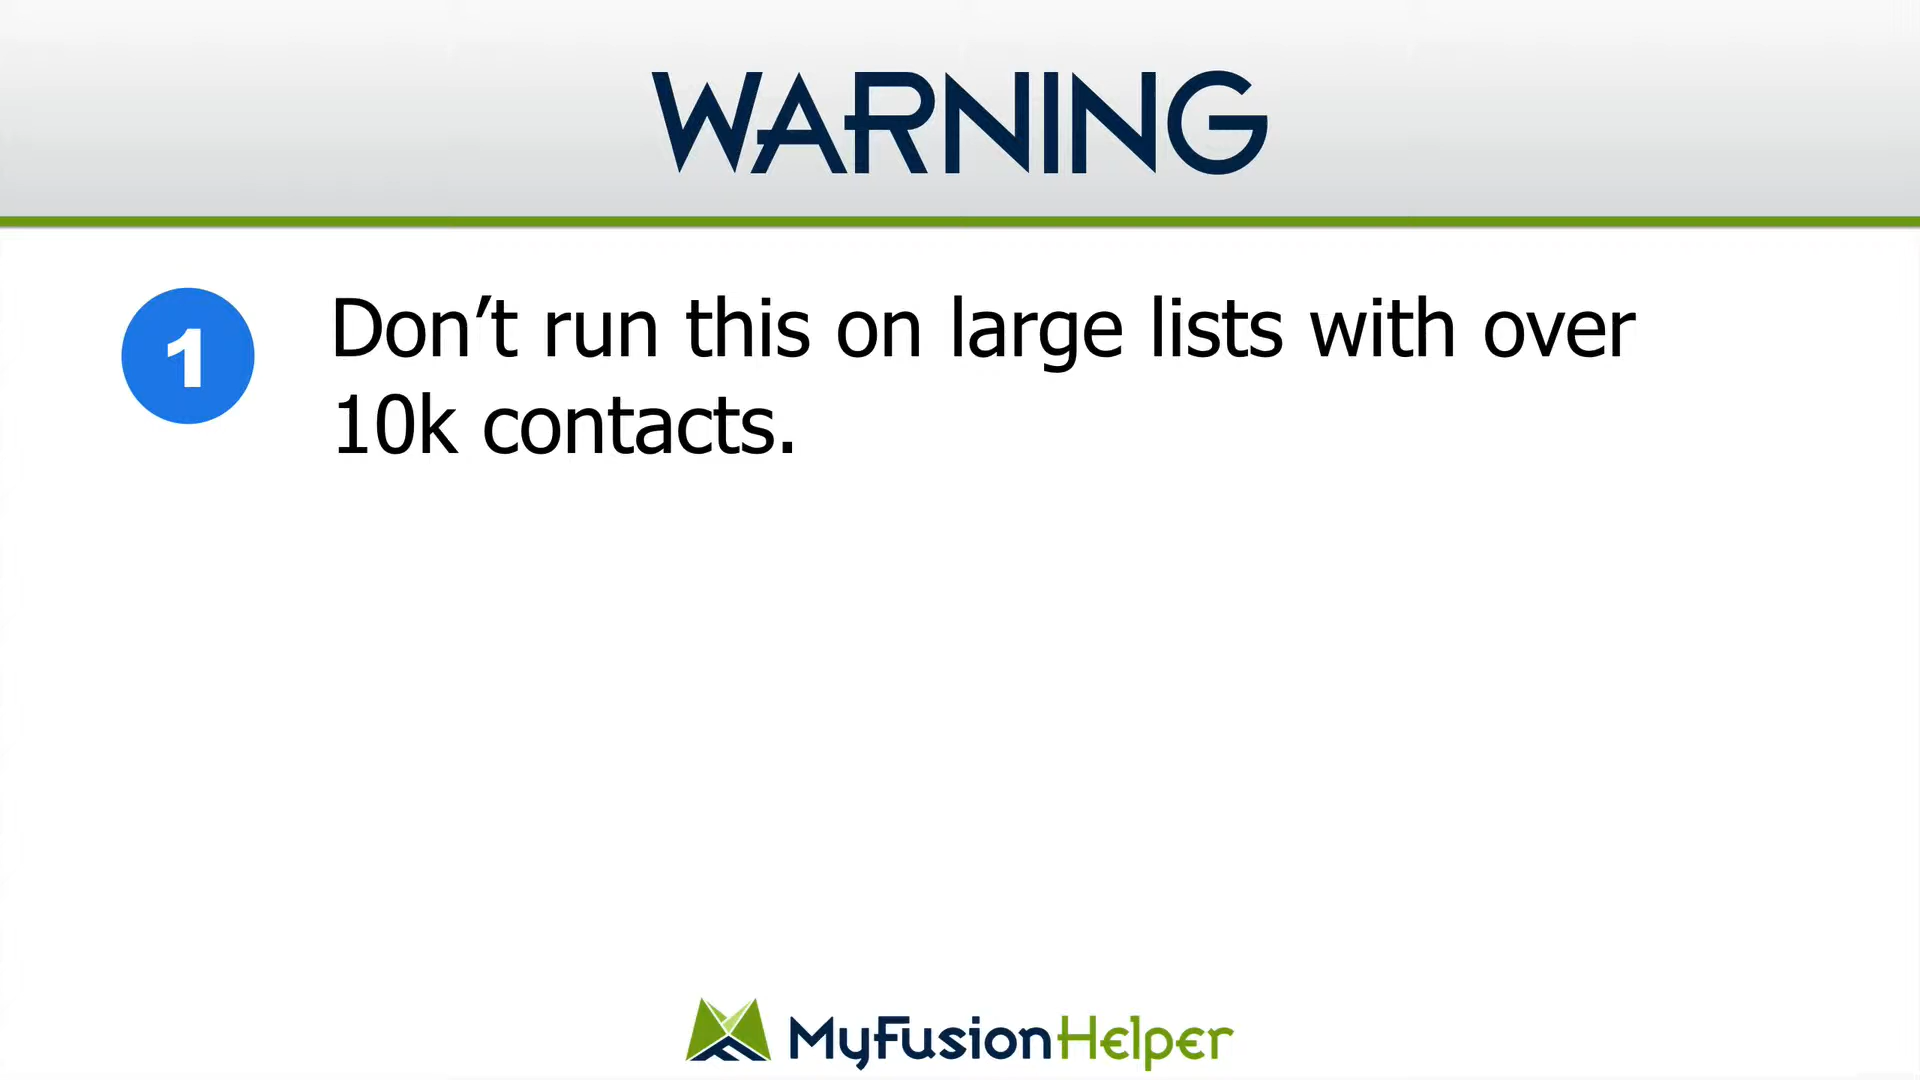 WARNING
1
Don’t run this on large lists with over
10k contacts.
MyFusionHelper